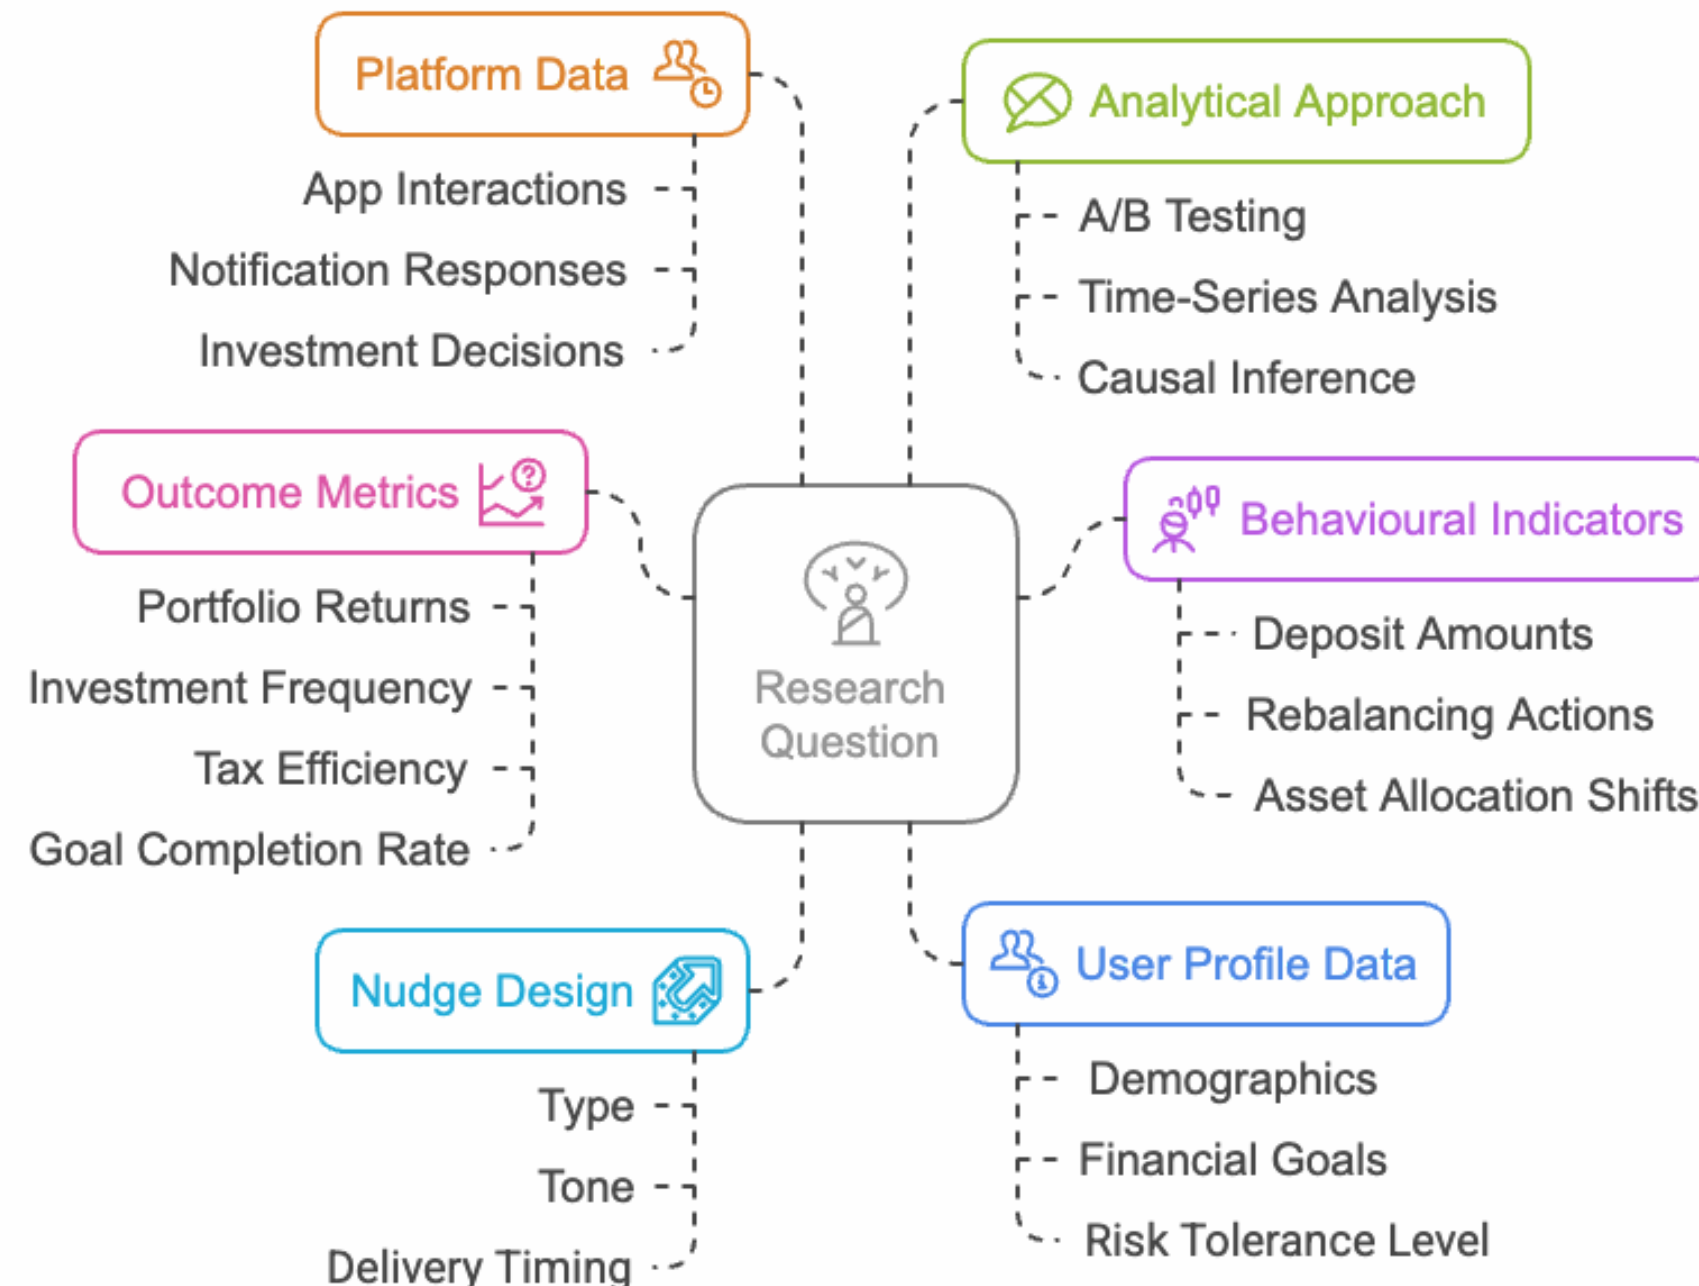 Platform Data
App Interactions
Notification Responses
Investment Decisions
Analytical Approach
A/B Testing
Time-Series Analysis
Causal Inference
Outcome Metrics
Portfolio Returns
Investment Frequency
Tax Efficiency
Goal Completion Rate
Research
Question
Behavioural Indicators
Deposit Amounts
Rebalancing Actions
Asset Allocation Shifts
Nudge Design
Type
Tone
Delivery Timing
User Profile Data
Demographics
Financial Goals
Risk Tolerance Level